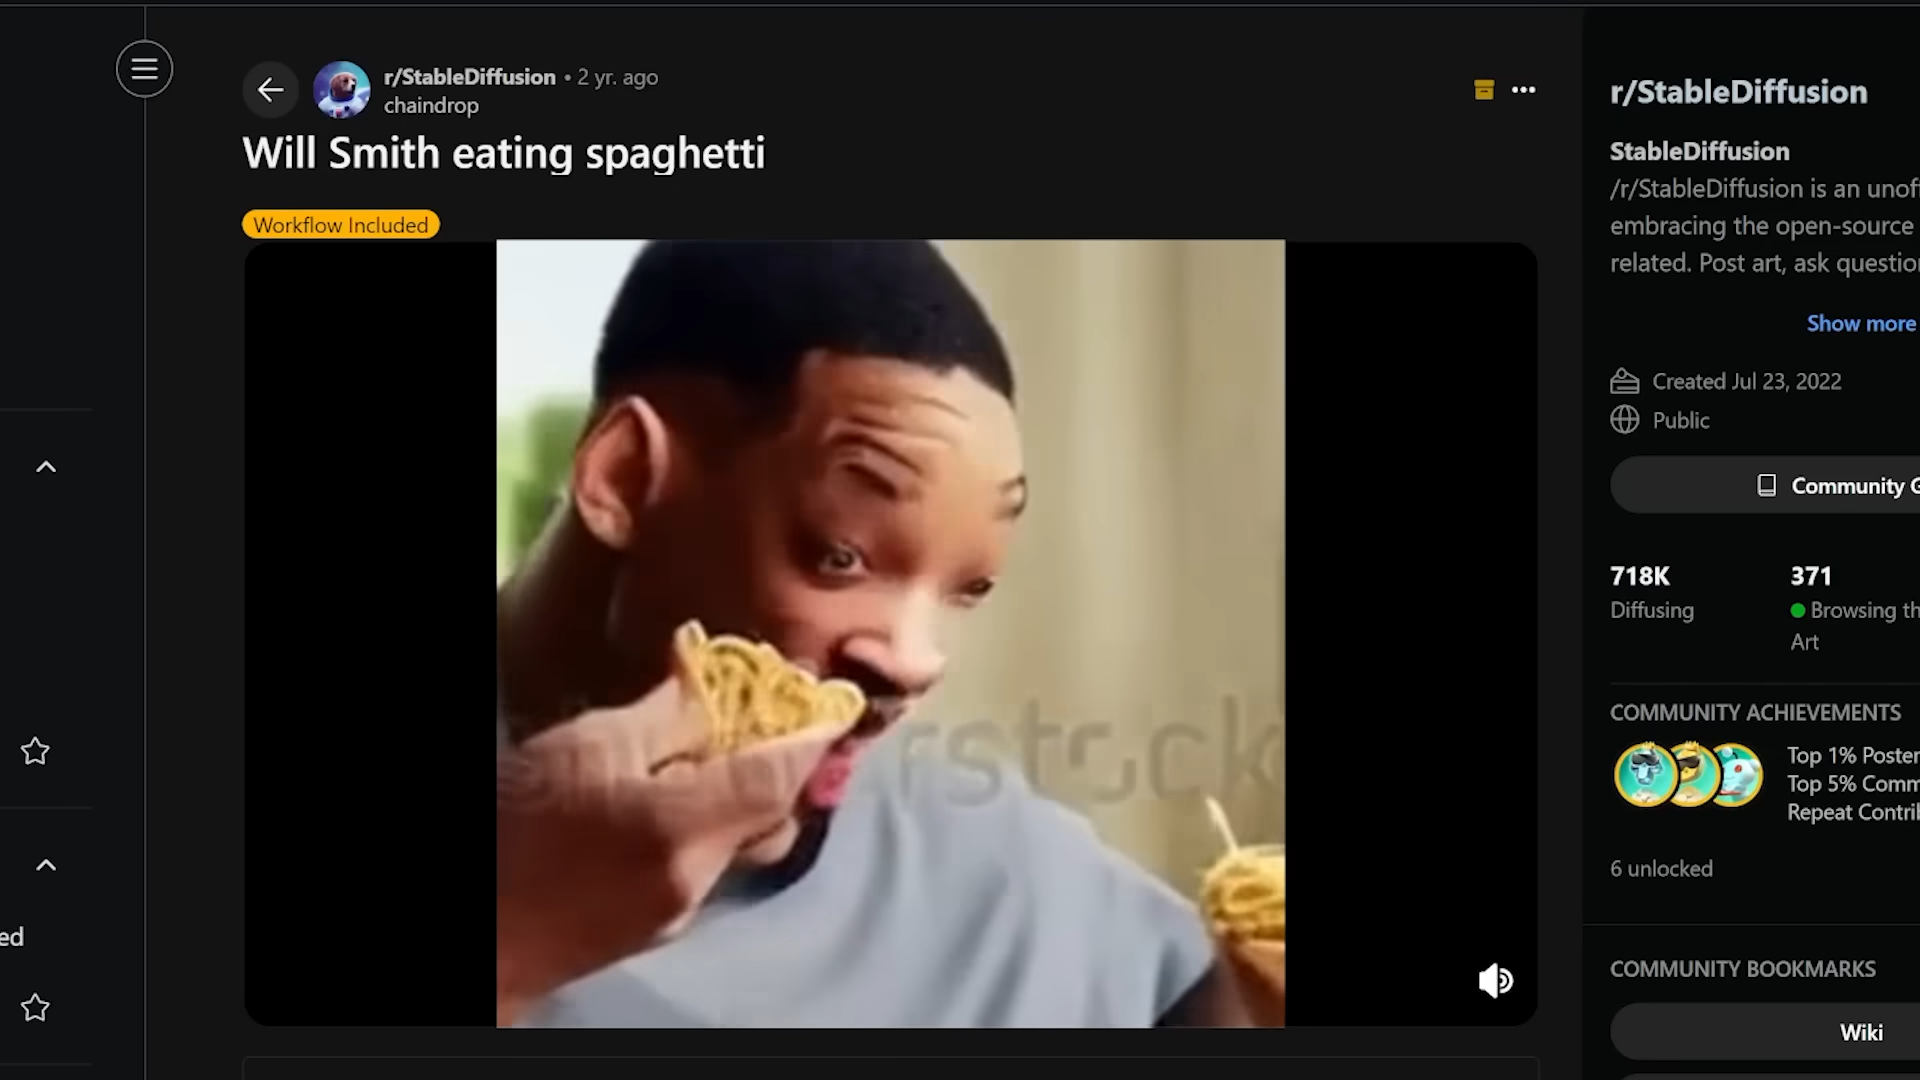 r/StableDiffusion • 2 yr. ago
chaindrop
Will Smith eating spaghetti
Workflow Included
ed
r/StableDiffusion
StableDiffusion
/r/StableDiffusion is an unof
embracing the open-source
related. Post art, ask questio
Show more
Created Jul 23, 2022
Public
Community G
718K
Diffusing
371
Browsing th
Art
COMMUNITY ACHIEVEMENTS
Top 1% Poster
Top 5% Comm
Repeat Contrib
6 unlocked
COMMUNITY BOOKMARKS
Wiki